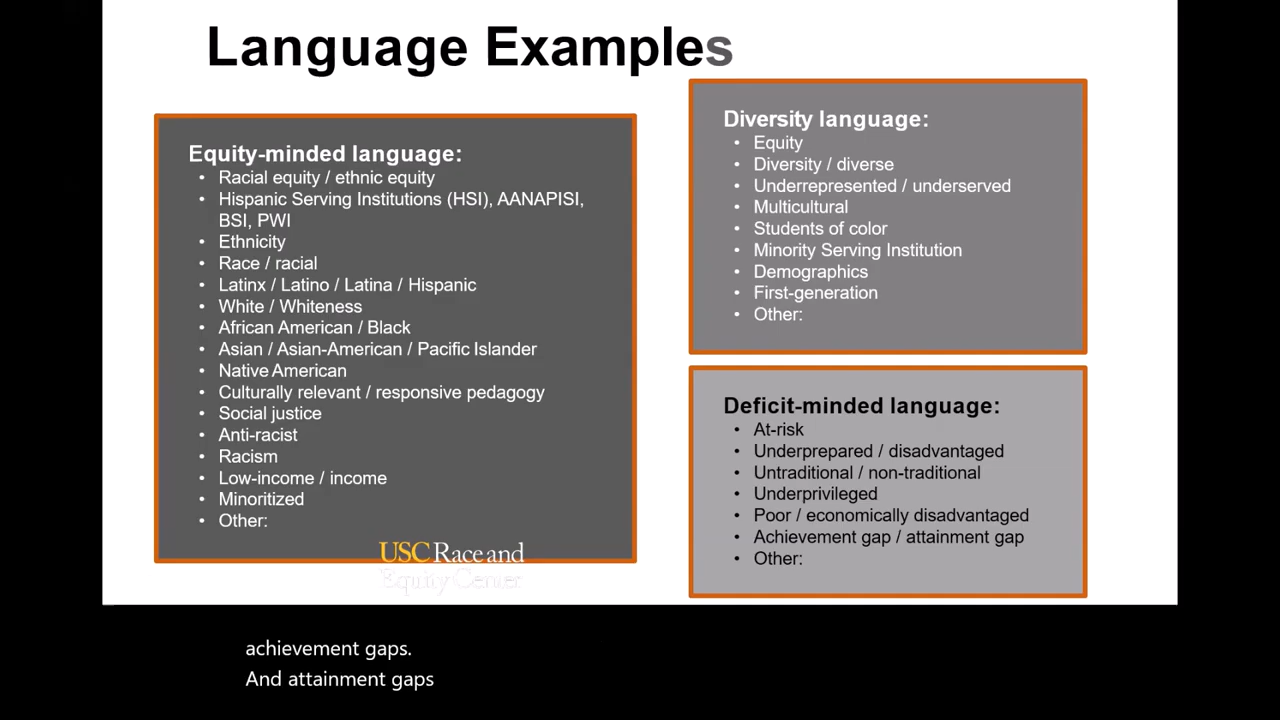 Language Examples
Equity-minded language:
• Racial equity / ethnic equity
• Hispanic Serving Institutions (HSI), AANAPISI,
BSI, PWI
• Ethnicity
• Race / racial
• Latinx / Latino / Latina / Hispanic
• White / Whiteness
• African American / Black
• Asian / Asian-American / Pacific Islander
• Native American
• Culturally relevant / responsive pedagogy
• Social justice
• Anti-racist
• Racism
• Low-income / income
• Minoritized
• Other:
USC Race and
Equity Center
Diversity language:
• Equity
• Diversity / diverse
• Underrepresented / underserved
• Multicultural
• Students of color
• Minority Serving Institution
• Demographics
• First-generation
• Other:
Deficit-minded language:
• At-risk
• Underprepared / disadvantaged
• Untraditional / non-traditional
• Underprivileged
• Poor / economically disadvantaged
• Achievement gap / attainment gap
• Other:
achievement gaps.
And attainment gaps